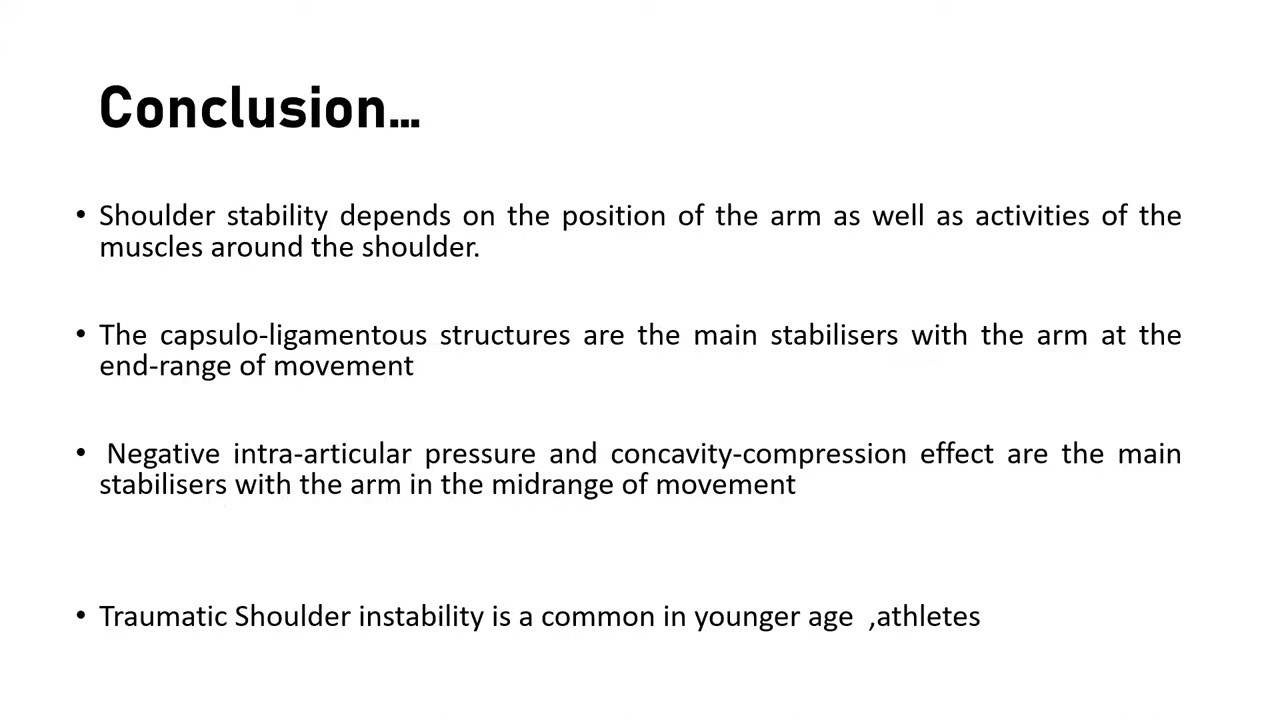 Conclusion...
• Shoulder stability depends on the position of the arm as well as activities of the
muscles around the shoulder.
• The capsulo-ligamentous structures are the main stabilisers with the arm at the
end-range of movement
• Negative intra-articular pressure and concavity-compression effect are the main
stabilisers with the arm in the midrange of movement
• Traumatic Shoulder instability is a common in younger age ,athletes